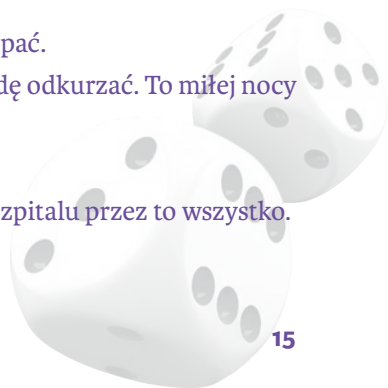 pać.
dę odkurzać. To miłej nocy
zpitalu przez to wszystko.
15